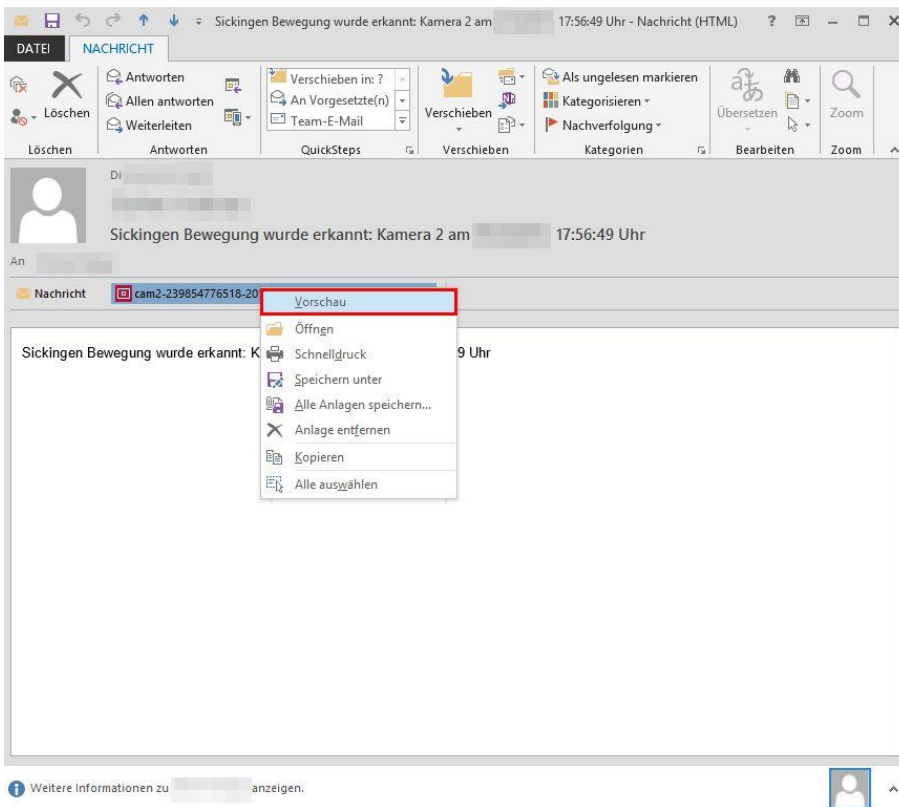 Sickingen Bewegung wurde erkannt: Kamera 2 am 17:56:49 Uhr - Nachricht (HTML) ?
DATEI NACHRICHT
Löschen
Antworten
Allen antworten
Weiterleiten
Verschieben in: ?
An Vorgesetzte(n)
Team-E-Mail
Verschieben
Als ungelesen markieren
Kategorisieren
Nachverfolgung
Übersetzen
Zoom
Löschen Antworten QuickSteps Verschieben Kategorien Bearbeiten Zoom
Di
Sickingen Bewegung wurde erkannt: Kamera 2 am 17:56:49 Uhr
An
Nachricht cam2-239854776518-20
Vorschau
Öffnen
Schnelldruck
Speichern unter
Alle Anlagen speichern...
Anlage entfernen
Kopieren
Alle auswählen
Sickingen Bewegung wurde erkannt: K 9 Uhr
Weitere Informationen zu anzeigen.